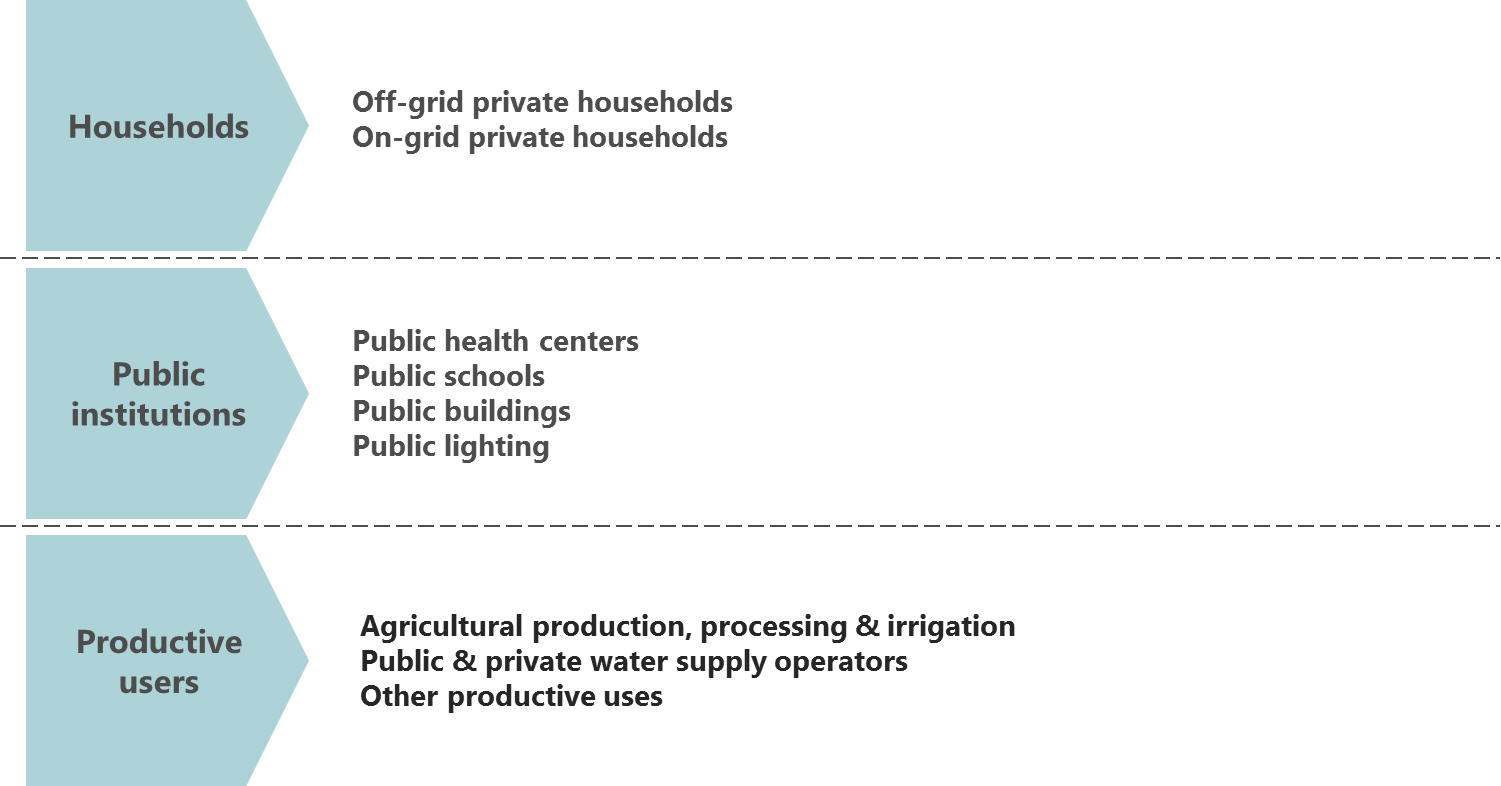 Households
Off-grid private households
On-grid private households
Public
institutions
Public health centers
Public schools
Public buildings
Public lighting
Productive
users
Agricultural production, processing & irrigation
Public & private water supply operators
Other productive uses